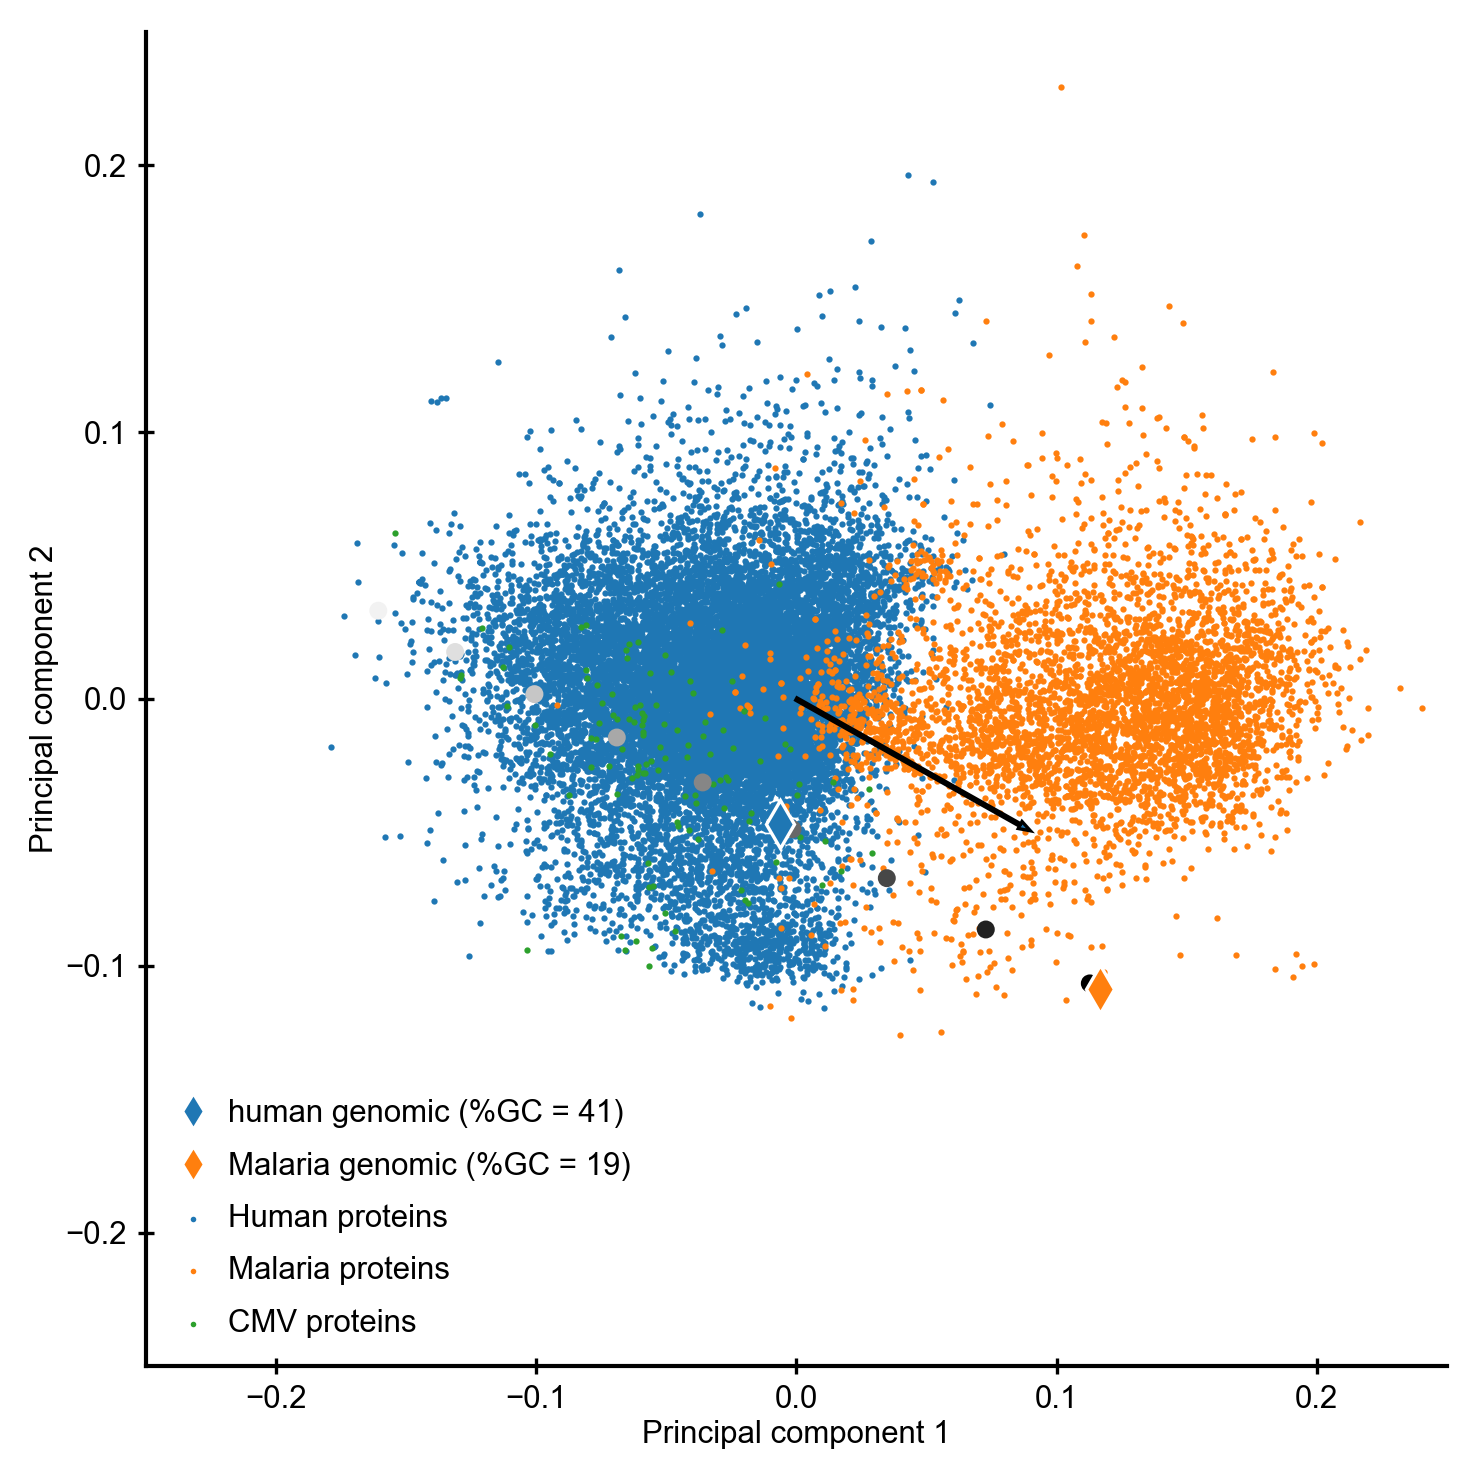 0.2
0.1
0.0
−0.1
−0.2
Principal component 2
human genomic (%GC = 41)
Malaria genomic (%GC = 19)
Human proteins
Malaria proteins
CMV proteins
−0.2 −0.1 0.0 0.1 0.2
Principal component 1